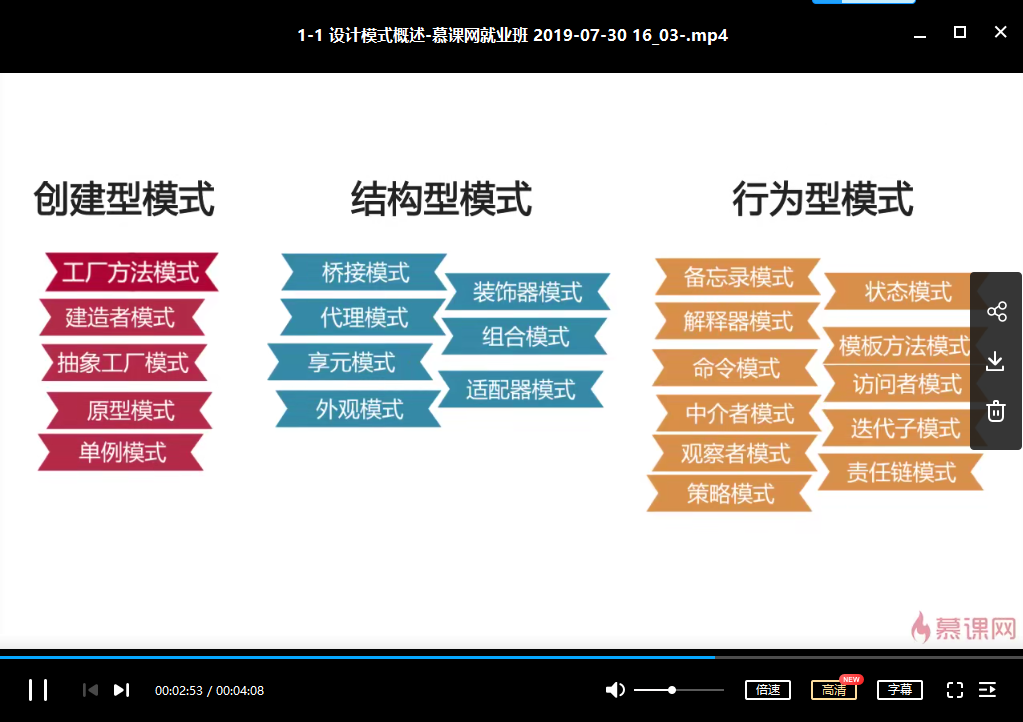 1-1 设计模式概述-慕课网就业班 2019-07-30 16_03-.mp4
创建型模式
工厂方法模式
建造者模式
抽象工厂模式
原型模式
单例模式
结构型模式
桥接模式
代理模式
享元模式
外观模式
装饰器模式
组合模式
适配器模式
行为型模式
备忘录模式
解释器模式
命令模式
中介者模式
观察者模式
策略模式
状态模式
模板方法模式
访问者模式
迭代子模式
责任链模式
慕课网
00:02:53 / 00:04:08
倍速
高清
NEW
字幕